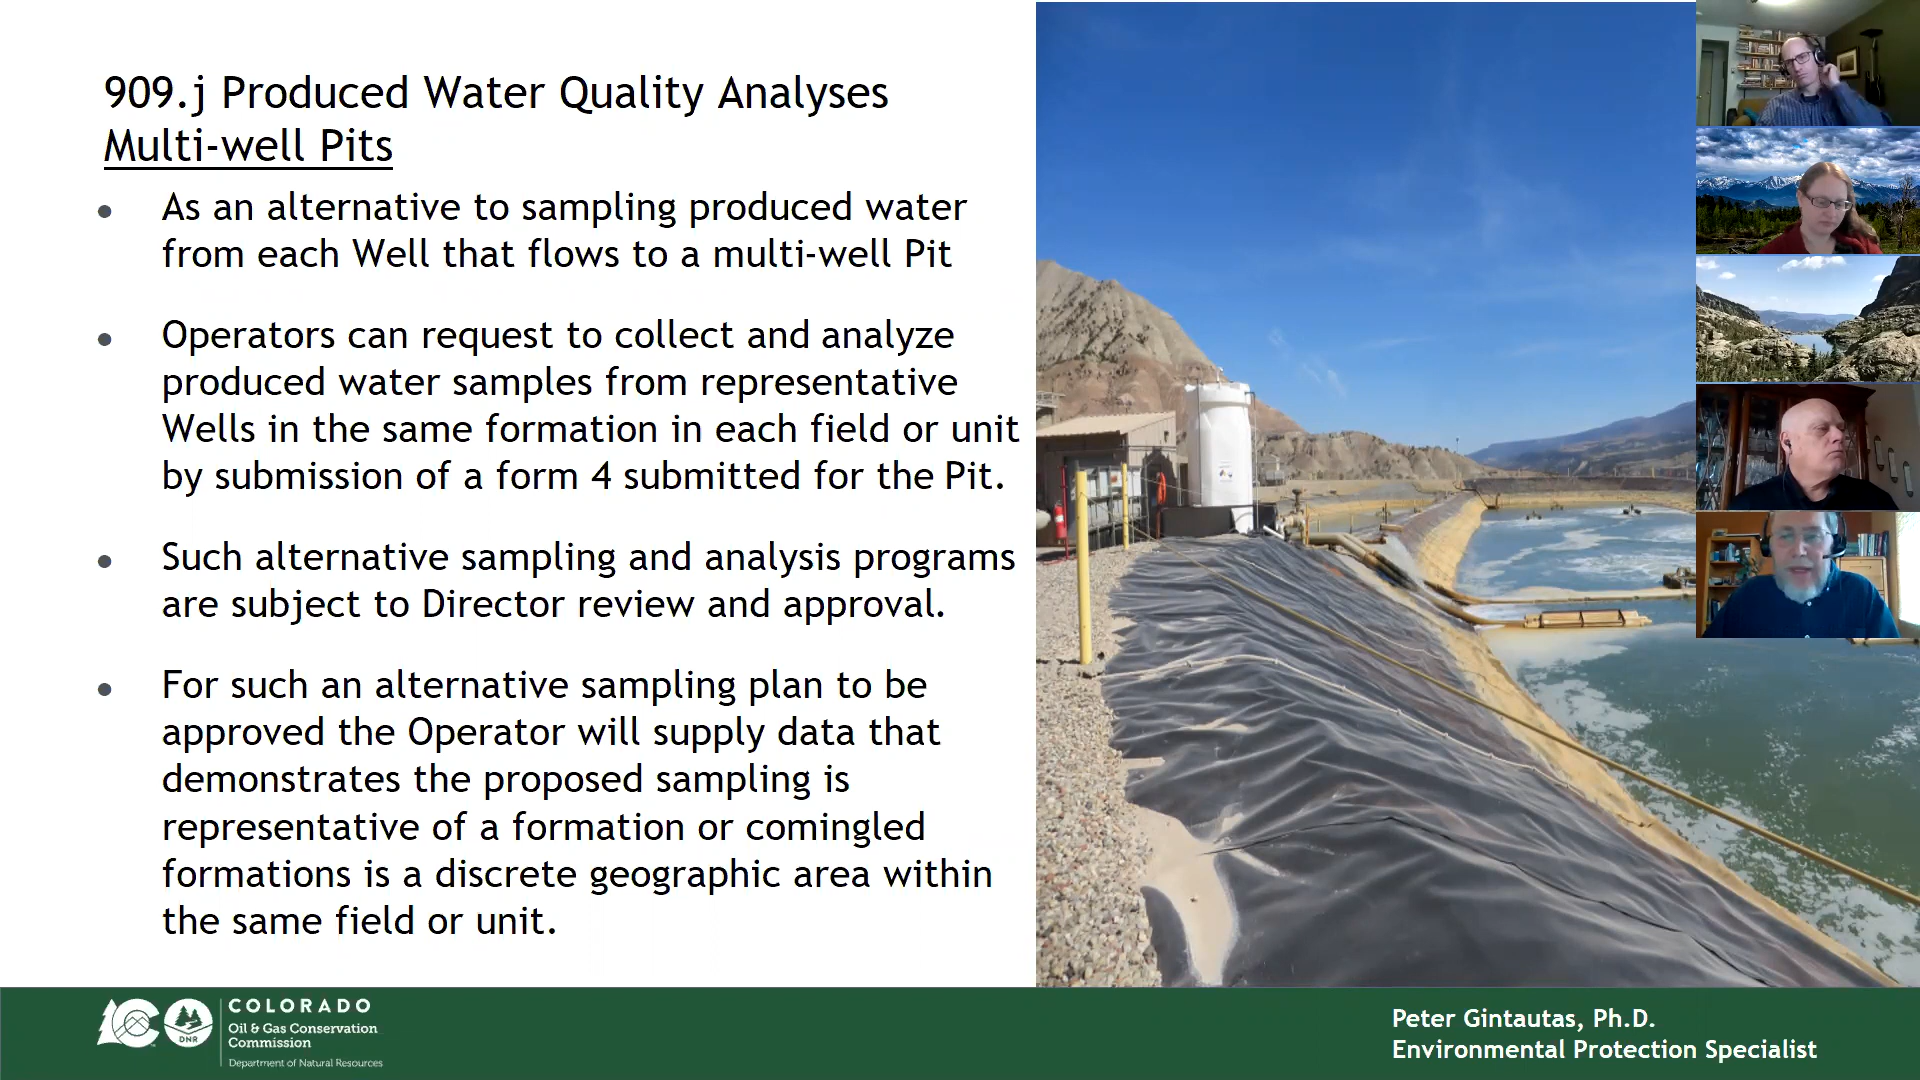 909.j Produced Water Quality Analyses
Multi-well Pits
As an alternative to sampling produced water
from each Well that flows to a multi-well Pit
Operators can request to collect and analyze
produced water samples from representative
Wells in the same formation in each field or unit
by submission of a form 4 submitted for the Pit.
Such alternative sampling and analysis programs
are subject to Director review and approval.
For such an alternative sampling plan to be
approved the Operator will supply data that
demonstrates the proposed sampling is
representative of a formation or comingled
formations is a discrete geographic area within
the same field or unit.
CO
DNR
COLORADO
Oil & Gas Conservation
Commission
Department of Natural Resources
Peter Gintautas, Ph.D.
Environmental Protection Specialist